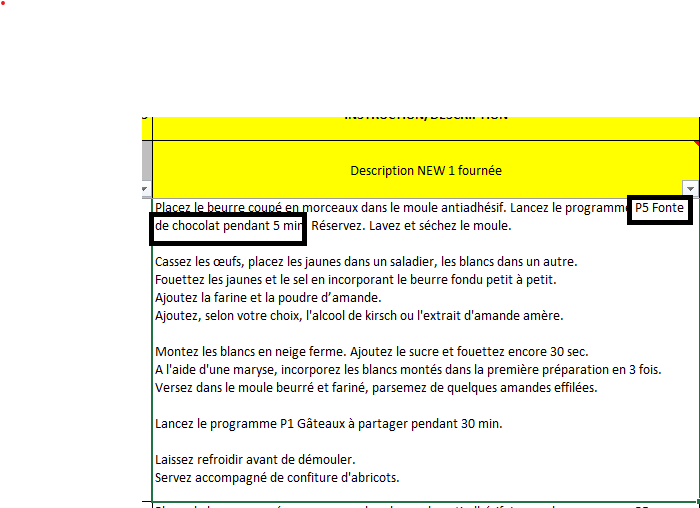 INSTRUCTION/DESCRIPTION
Description NEW 1 fournée
Placez le beurre coupé en morceaux dans le moule antiadhésif. Lancez le programme P5 Fonte
de chocolat pendant 5 min. Réservez. Lavez et séchez le moule.
Cassez les œufs, placez les jaunes dans un saladier, les blancs dans un autre.
Fouettez les jaunes et le sel en incorporant le beurre fondu petit à petit.
Ajoutez la farine et la poudre d’amande.
Ajoutez, selon votre choix, l'alcool de kirsch ou l'extrait d'amande amère.
Montez les blancs en neige ferme. Ajoutez le sucre et fouettez encore 30 sec.
A l'aide d'une maryse, incorporez les blancs montés dans la première préparation en 3 fois.
Versez dans le moule beurré et fariné, parsemez de quelques amandes effilées.
Lancez le programme P1 Gâteaux à partager pendant 30 min.
Laissez refroidir avant de démouler.
Servez accompagné de confiture d'abricots.